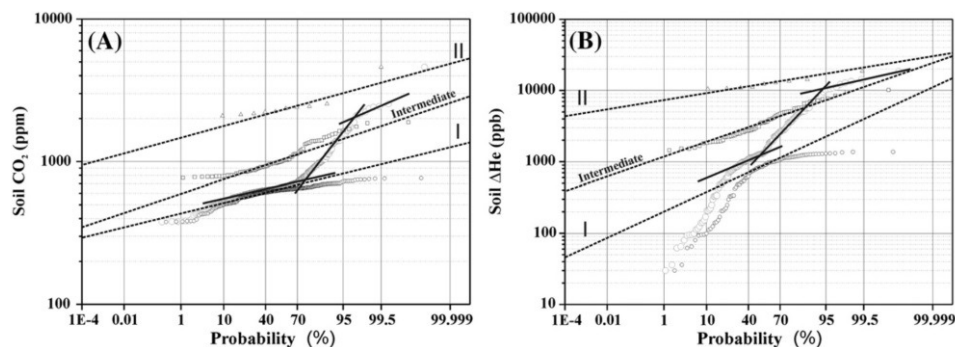 10000
(A)
II
Intermediate
I
1000
Soil CO₂ (ppm)
100
1E-4 0.01 1 10 40 70 95 99.5 99.999
Probability (%)
100000
(B)
II
10000
Intermediate
1000
I
Soil ΔHe (ppb)
100
10
1E-4 0.01 1 10 40 70 95 99.5 99.999
Probability (%)